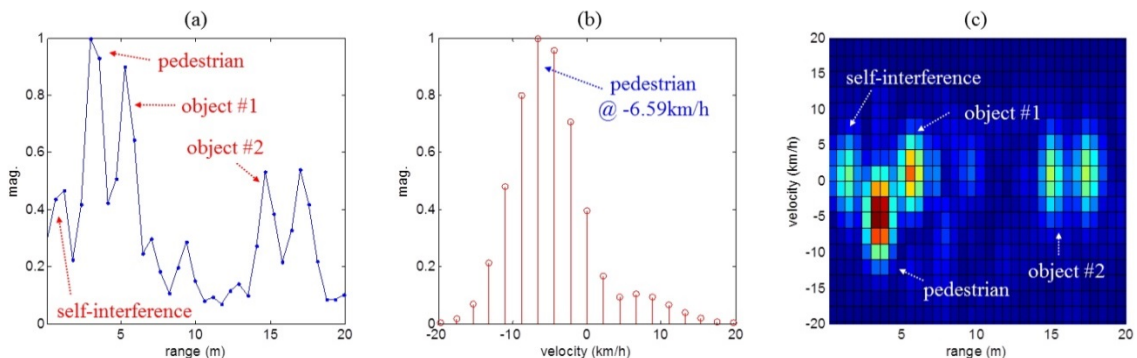 (a)
1
0.8
0.6
0.4
0.2
0
mag.
0
5
10
15
20
range (m)
pedestrian
object #1
object #2
self-interference
(b)
1
0.8
0.6
0.4
0.2
0
mag.
-20
-10
0
10
20
velocity (km/h)
pedestrian
@ -6.59km/h
(c)
20
15
10
5
0
-5
-10
-15
-20
velocity (km/h)
5
10
15
20
range (m)
self-interference
object #1
object #2
pedestrian